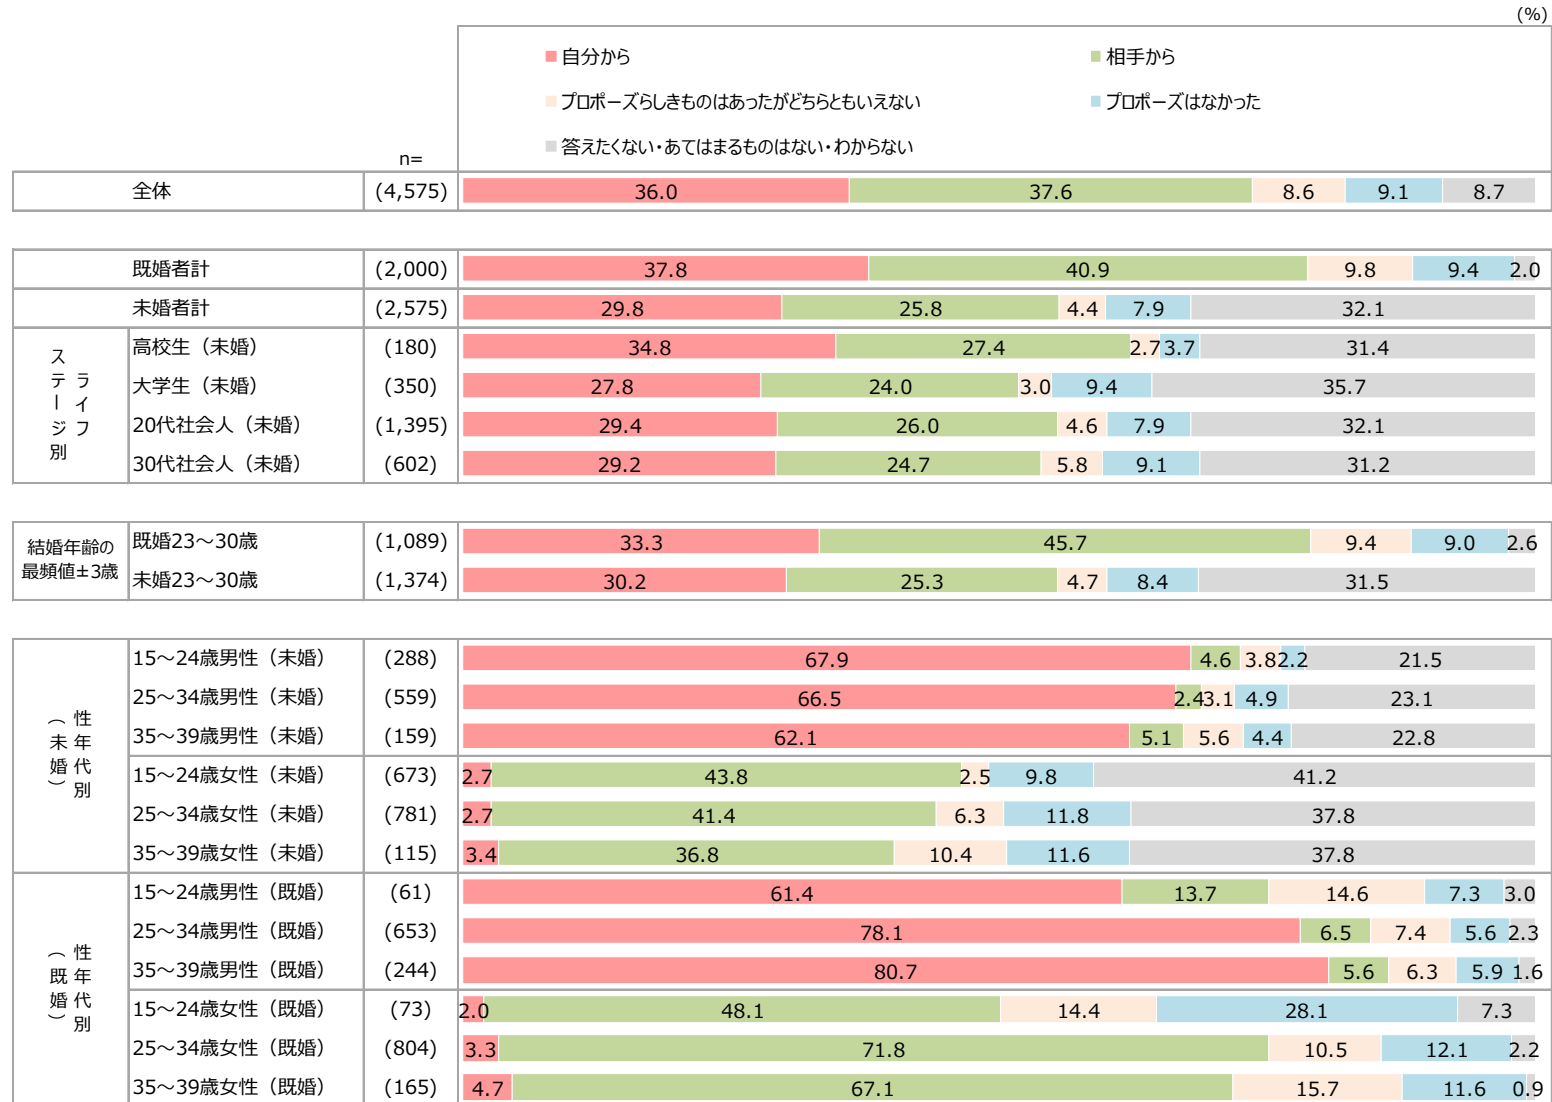 (%)
自分から 相手から
プロポーズらしきものはあったがどちらともいえない プロポーズはなかった
答えたくない・あてはまるものはない・わからない
n=
全体 (4,575) 36.0 37.6 8.6 9.1 8.7
既婚者計 (2,000) 37.8 40.9 9.8 9.4 2.0
未婚者計 (2,575) 29.8 25.8 4.4 7.9 32.1
ライフステージ別
高校生（未婚） (180) 34.8 27.4 2.7 3.7 31.4
大学生（未婚） (350) 27.8 24.0 3.0 9.4 35.7
20代社会人（未婚） (1,395) 29.4 26.0 4.6 7.9 32.1
30代社会人（未婚） (602) 29.2 24.7 5.8 9.1 31.2
結婚年齢の
最頻値±3歳
既婚23～30歳 (1,089) 33.3 45.7 9.4 9.0 2.6
未婚23～30歳 (1,374) 30.2 25.3 4.7 8.4 31.5
性年代別
（未婚）
15～24歳男性（未婚） (288) 67.9 4.6 3.8 2.2 21.5
25～34歳男性（未婚） (559) 66.5 2.4 3.1 4.9 23.1
35～39歳男性（未婚） (159) 62.1 5.1 5.6 4.4 22.8
15～24歳女性（未婚） (673) 2.7 43.8 2.5 9.8 41.2
25～34歳女性（未婚） (781) 2.7 41.4 6.3 11.8 37.8
35～39歳女性（未婚） (115) 3.4 36.8 10.4 11.6 37.8
性年代別
（既婚）
15～24歳男性（既婚） (61) 61.4 13.7 14.6 7.3 3.0
25～34歳男性（既婚） (653) 78.1 6.5 7.4 5.6 2.3
35～39歳男性（既婚） (244) 80.7 5.6 6.3 5.9 1.6
15～24歳女性（既婚） (73) 2.0 48.1 14.4 28.1 7.3
25～34歳女性（既婚） (804) 3.3 71.8 10.5 12.1 2.2
35～39歳女性（既婚） (165) 4.7 67.1 15.7 11.6 0.9